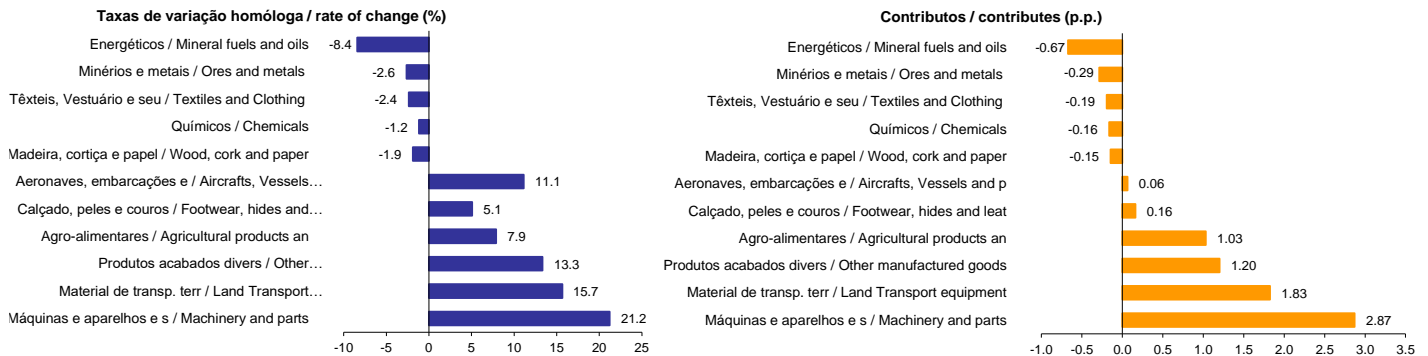 Taxas de variação homóloga / rate of change (%)
Energéticos / Mineral fuels and oils -8.4
Minérios e metais / Ores and metals -2.6
Têxteis, Vestuário e seu / Textiles and Clothing -2.4
Químicos / Chemicals -1.2
Madeira, cortiça e papel / Wood, cork and paper -1.9
Aeronaves, embarcações e / Aircrafts, Vessels… 11.1
Calçado, peles e couros / Footwear, hides and… 5.1
Agro-alimentares / Agricultural products an 7.9
Produtos acabados divers / Other… 13.3
Material de transp. terr / Land Transport… 15.7
Máquinas e aparelhos e s / Machinery and parts 21.2
-10 -5 0 5 10 15 20 25
Contributos / contributes (p.p.)
Energéticos / Mineral fuels and oils -0.67
Minérios e metais / Ores and metals -0.29
Têxteis, Vestuário e seu / Textiles and Clothing -0.19
Químicos / Chemicals -0.16
Madeira, cortiça e papel / Wood, cork and paper -0.15
Aeronaves, embarcações e / Aircrafts, Vessels and p 0.06
Calçado, peles e couros / Footwear, hides and leat 0.16
Agro-alimentares / Agricultural products an 1.03
Produtos acabados divers / Other manufactured goods 1.20
Material de transp. terr / Land Transport equipment 1.83
Máquinas e aparelhos e s / Machinery and parts 2.87
-1.0 -0.5 0.0 0.5 1.0 1.5 2.0 2.5 3.0 3.5